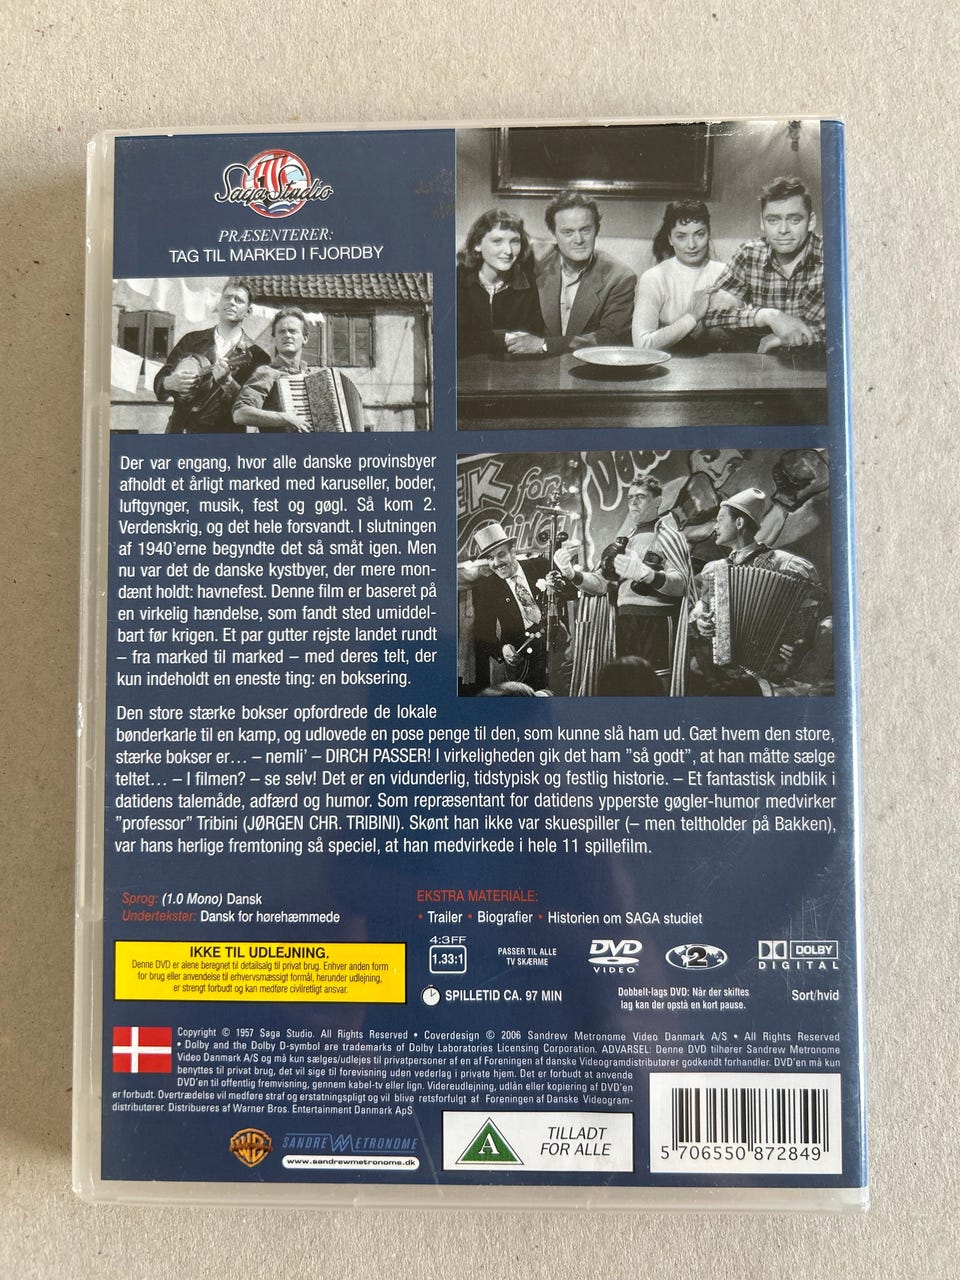 Saga Studio
PRÆSENTERER:
TAG TIL MARKED I FJORDBY
Der var engang, hvor alle danske provinsbyer
afholdt et årligt marked med karuseller, boder,
luftgynger, musik, fest og gøgl. Så kom 2.
Verdenskrig, og det hele forsvandt. I slutningen
af 1940'erne begyndte det så småt igen. Men
nu var det de danske kystbyer, der mere mon-
dænt holdt: havnefest. Denne film er baseret på
en virkelig hændelse, som fandt sted umiddel-
bart før krigen. Et par gutter rejste landet rundt
– fra marked til marked – med deres telt, der
kun indeholdt en eneste ting: en boksering.
Den store stærke bokser opfordrede de lokale
bønderkarle til en kamp, og udlovede en pose penge til den, som kunne slå ham ud. Gæt hvem den store,
stærke bokser er... – nemli' – DIRCH PASSER! I virkeligheden gik det ham "så godt", at han måtte sælge
teltet... – I filmen? – se selv! Det er en vidunderlig, tidstypisk og festlig historie. – Et fantastisk indblik i
datidens talemåde, adfærd og humor. Som repræsentant for datidens ypperste gøgler-humor medvirker
"professor" Tribini (JØRGEN CHR. TRIBINI). Skønt han ikke var skuespiller (– men teltholder på Bakken),
var hans herlige fremtoning så speciel, at han medvirkede i hele 11 spillefilm.
Sprog: (1.0 Mono) Dansk
Undertekster: Dansk for hørehæmmede
EKSTRA MATERIALE:
• Trailer • Biografier • Historien om SAGA studiet
IKKE TIL UDLEJNING.
Denne DVD er alene beregnet til detailsalg til privat brug. Enhver anden form
for brug eller anvendelse til erhvervsmæssigt formål, herunder udlejning,
er strengt forbudt og kan medføre civilretligt ansvar.
4:3FF
1.33:1
PASSER TIL ALLE
TV SKÆRME
DVD
VIDEO
2
DOLBY
DIGITAL
SPILLETID CA. 97 MIN
Dobbelt-lags DVD: Når der skiftes
lag kan der opstå en kort pause.
Sort/hvid
Copyright © 1957 Saga Studio. All Rights Reserved • Coverdesign © 2006 Sandrew Metronome Video Danmark A/S • All Rights Reserved
• Dolby and the Dolby D-symbol are trademarks of Dolby Laboratories Licensing Corporation. ADVARSEL: Denne DVD tilhører Sandrew Metronome
Video Danmark A/S og må kun sælges/udlejes til privatpersoner af en af Foreningen af danske Videogramdistributører godkendt forhandler. DVD'en må kun
benyttes til privat brug, det vil sige til forevisning uden vederlag i private hjem. Det er forbudt at anvende
DVD'en til offentlig fremvisning, gennem kabel-tv eller lign. Videreudlejning, udlån eller kopiering af DVD'en
er forbudt. Overtrædelse vil medføre straf og erstatningspligt og vil blive retsforfulgt af Foreningen af Danske Videogram-
distributører. Distribueres af Warner Bros. Entertainment Danmark ApS
WB
SANDREW METRONOME
www.sandrewmetronome.dk
A
TILLADT
FOR ALLE
5 706550 872849